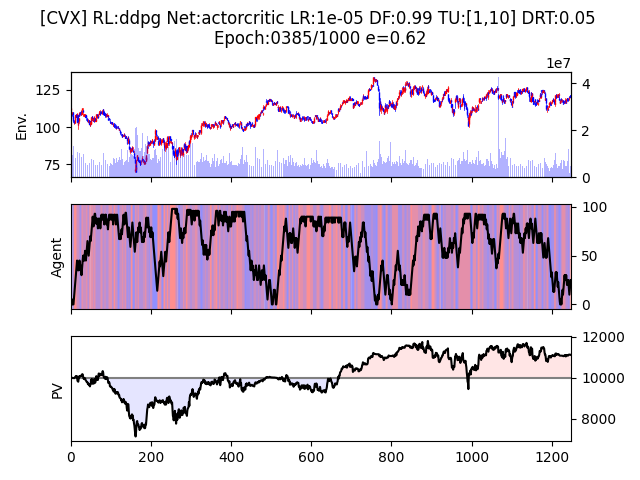 [CVX] RL:ddpg Net:actorcritic LR:1e-05 DF:0.99 TU:[1,10] DRT:0.05
Epoch:0385/1000 e=0.62
1e7
125
100
75
Env.
4
2
0
Agent
100
50
0
PV
12000
10000
8000
0 200 400 600 800 1000 1200